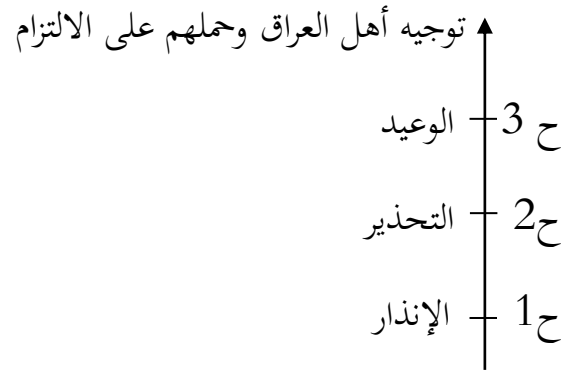 توجيه أهل العراق وحملهم على الالتزام
ح 3 الوعيد
ح2 التحذير
ح1 الإنذار